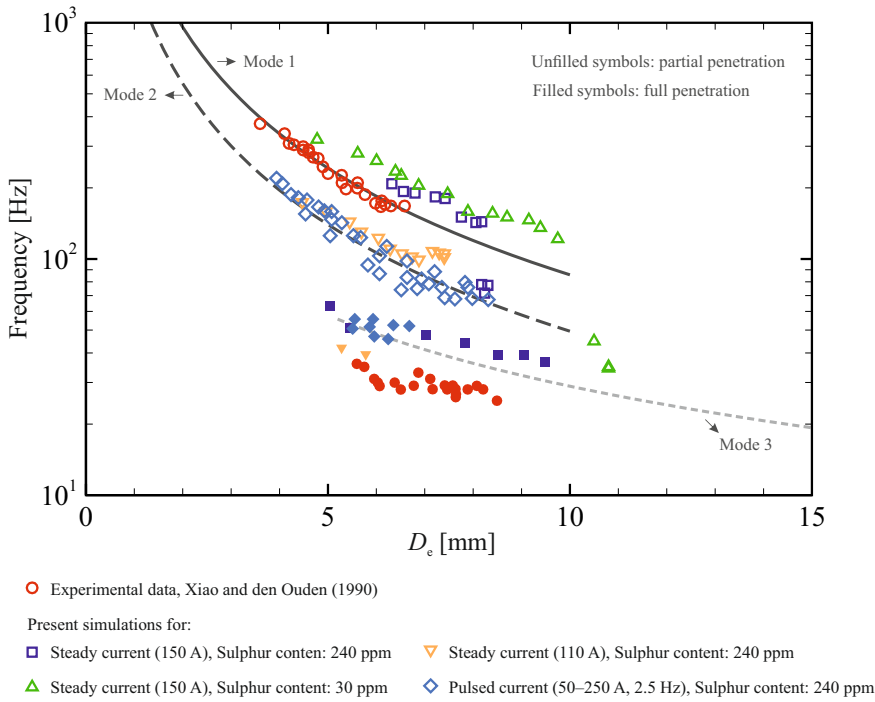 10³
Mode 1
Unfilled symbols: partial penetration
Mode 2
Filled symbols: full penetration
Frequency [Hz]
10²
Mode 3
10¹
0
5
10
15
Dₑ [mm]
Experimental data, Xiao and den Ouden (1990)
Present simulations for:
Steady current (150 A), Sulphur conten: 240 ppm
Steady current (110 A), Sulphur content: 240 ppm
Steady current (150 A), Sulphur content: 30 ppm
Pulsed current (50–250 A, 2.5 Hz), Sulphur content: 240 ppm